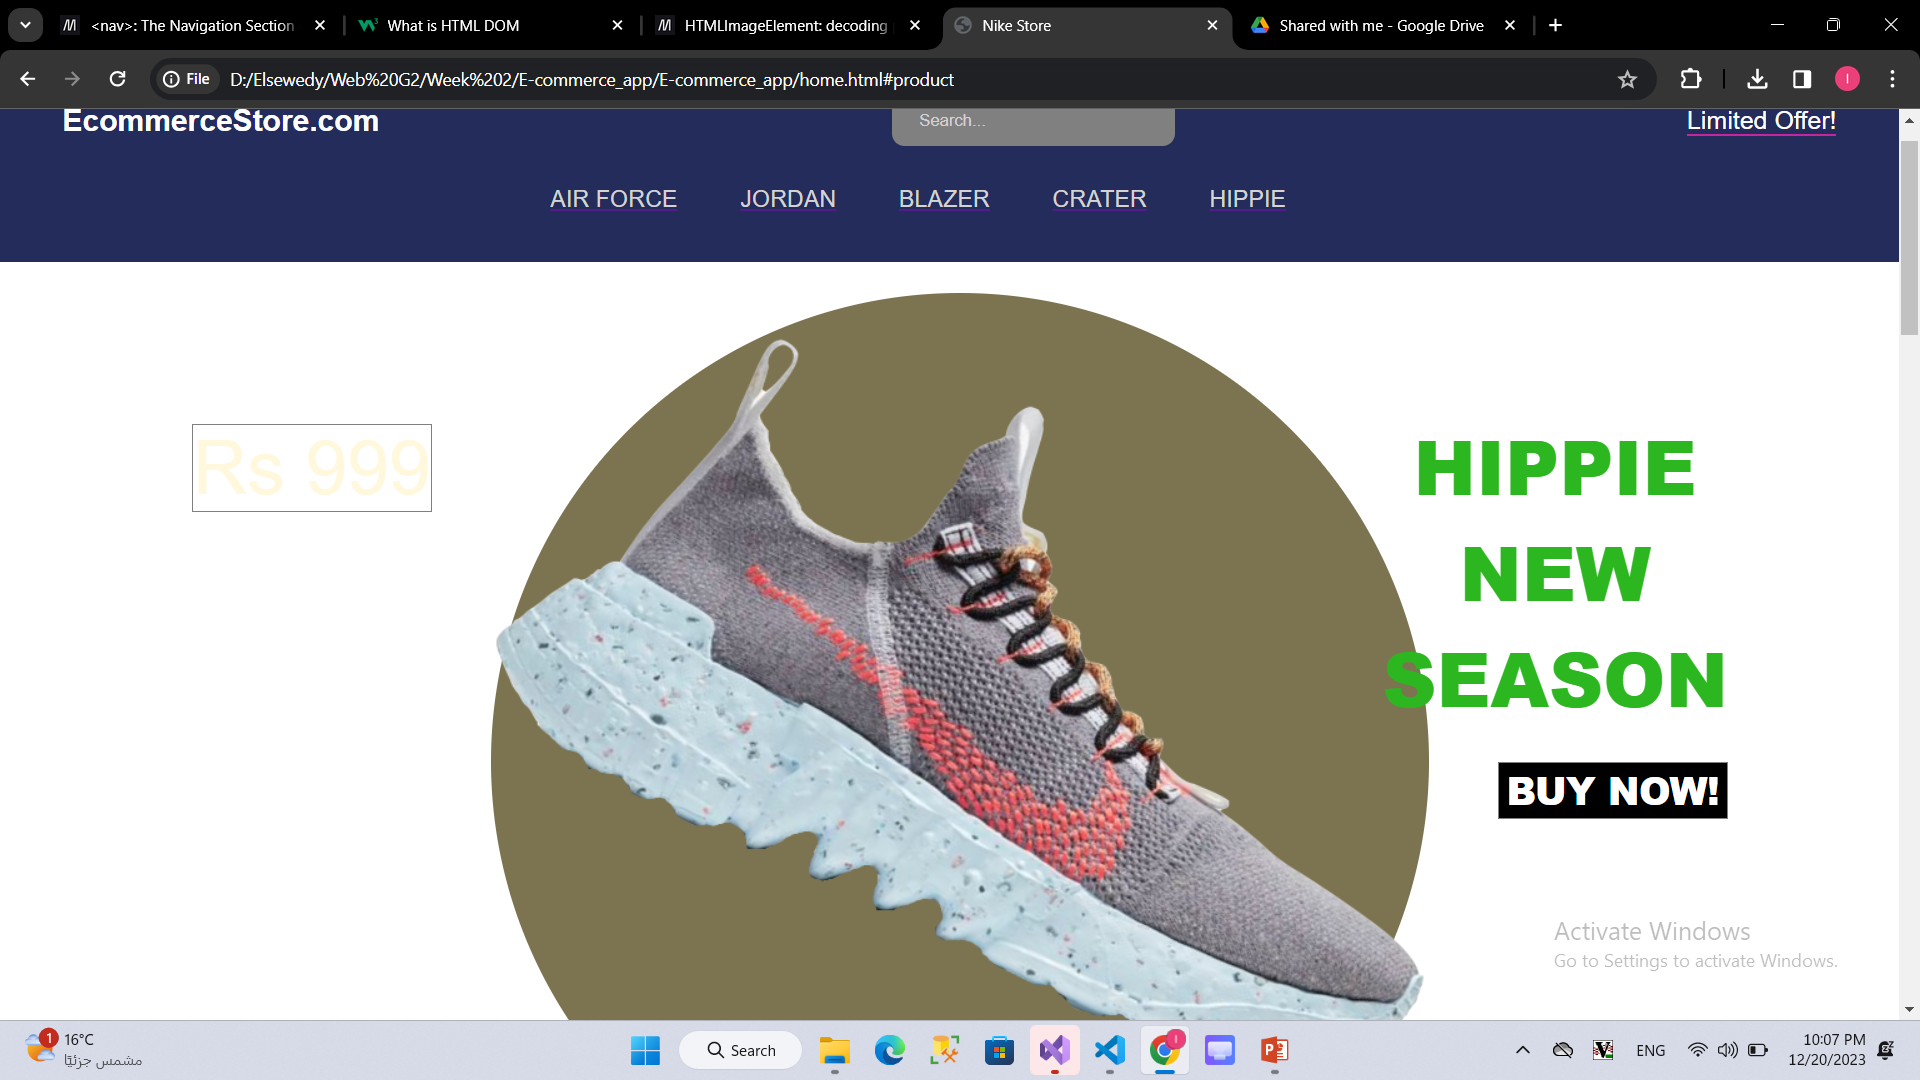 <nav>: The Navigation Section
What is HTML DOM
HTMLImageElement: decoding
Nike Store
Shared with me - Google Drive
File
D:/Elsewedy/Web%20G2/Week%202/E-commerce_app/E-commerce_app/home.html#product
I
EcommerceStore.com
Search...
Limited Offer!
AIR FORCE JORDAN BLAZER CRATER HIPPIE
Rs 999
HIPPIE
NEW
SEASON
BUY NOW!
Activate Windows
Go to Settings to activate Windows.
1
16°C
مشمس جزئيًا
Search
ENG
10:07 PM
12/20/2023